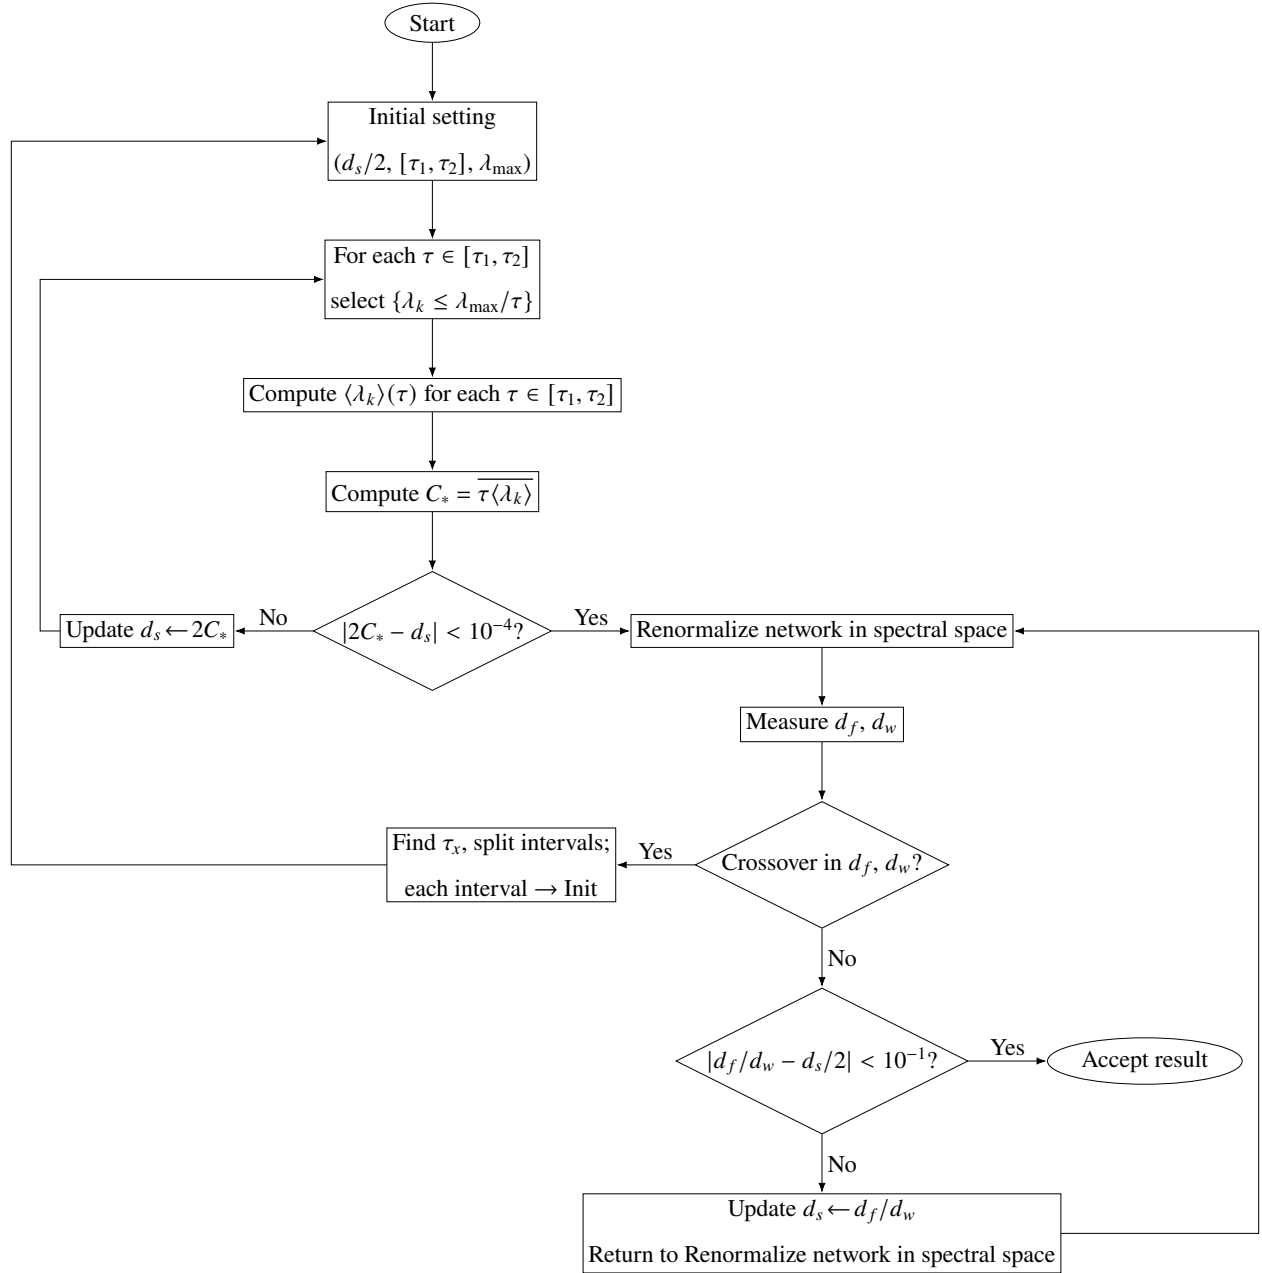 Start
Initial setting
(d_s/2, [τ_1, τ_2], λ_max)
For each τ ∈ [τ_1, τ_2]
select {λ_k ≤ λ_max/τ}
Compute ⟨λ_k⟩(τ) for each τ ∈ [τ_1, τ_2]
Compute C_* = \overline{τ⟨λ_k⟩}
Update d_s ← 2C_*
No
|2C_* − d_s| < 10^{−4}?
Yes
Renormalize network in spectral space
Measure d_f, d_w
Find τ_x, split intervals;
each interval → Init
Yes
Crossover in d_f, d_w?
No
|d_f/d_w − d_s/2| < 10^{−1}?
Yes
Accept result
No
Update d_s ← d_f/d_w
Return to Renormalize network in spectral space